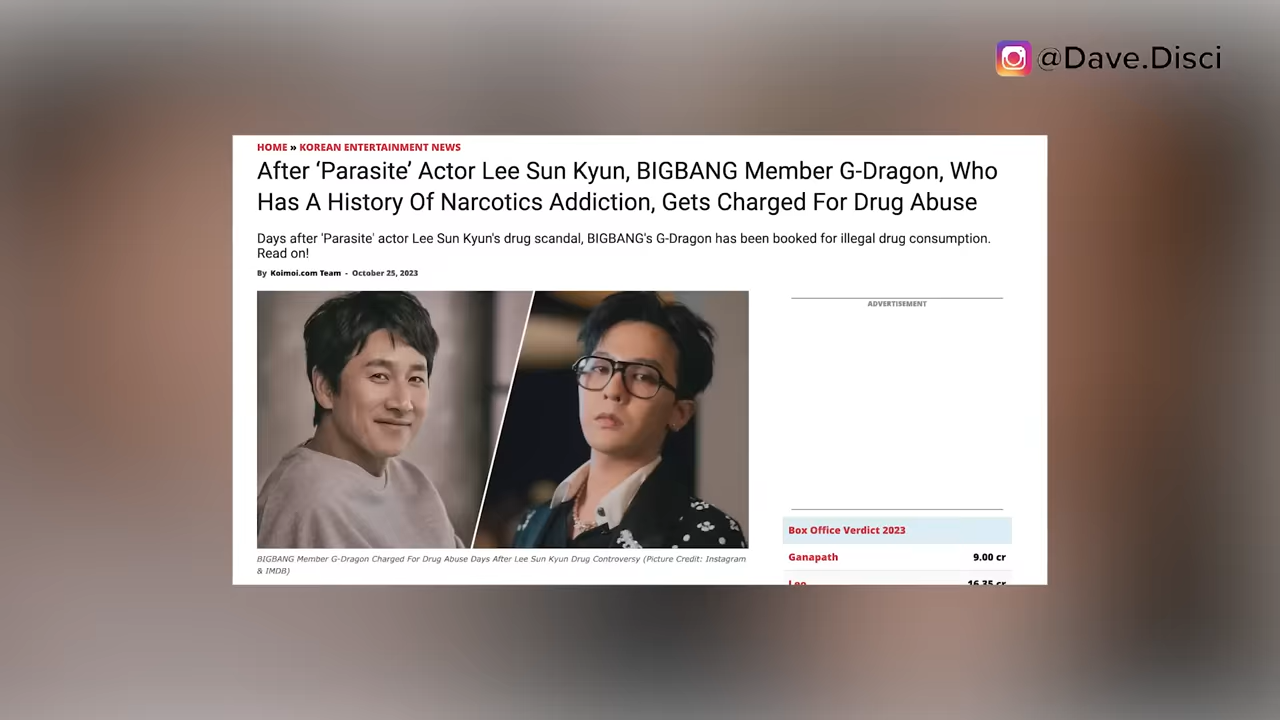 @Dave.Disci
HOME » KOREAN ENTERTAINMENT NEWS
After ‘Parasite’ Actor Lee Sun Kyun, BIGBANG Member G-Dragon, Who
Has A History Of Narcotics Addiction, Gets Charged For Drug Abuse
Days after 'Parasite' actor Lee Sun Kyun's drug scandal, BIGBANG's G-Dragon has been booked for illegal drug consumption.
Read on!
By Koimoi.com Team - October 25, 2023
ADVERTISEMENT
Box Office Verdict 2023
Ganapath 9.00 cr
Leo 16.35 cr
BIGBANG Member G-Dragon Charged For Drug Abuse Days After Lee Sun Kyun Drug Controversy (Picture Credit: Instagram
& IMDB)